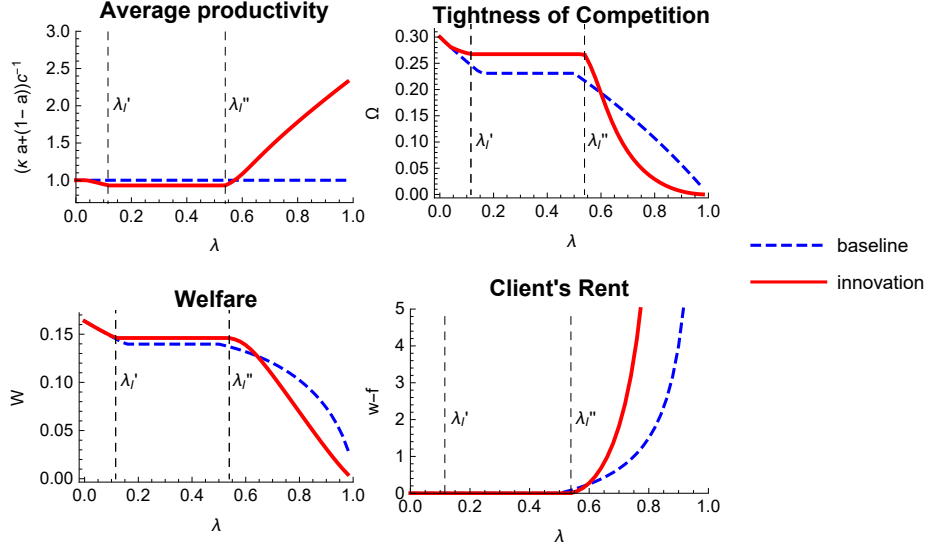 Average productivity
(κ a+(1− a))c⁻¹
3.0
2.5
2.0
1.5
1.0
0.5
0.0
λₗ'
λₗ''
0.0 0.2 0.4 0.6 0.8 1.0
λ
Tightness of Competition
Ω
0.30
0.25
0.20
0.15
0.10
0.05
0.00
λₗ'
λₗ''
0.0 0.2 0.4 0.6 0.8 1.0
λ
baseline
innovation
Welfare
W
0.15
0.10
0.05
0.00
λₗ'
λₗ''
0.0 0.2 0.4 0.6 0.8 1.0
λ
Client's Rent
w−f
5
4
3
2
1
0
λₗ'
λₗ''
0.0 0.2 0.4 0.6 0.8 1.0
λ